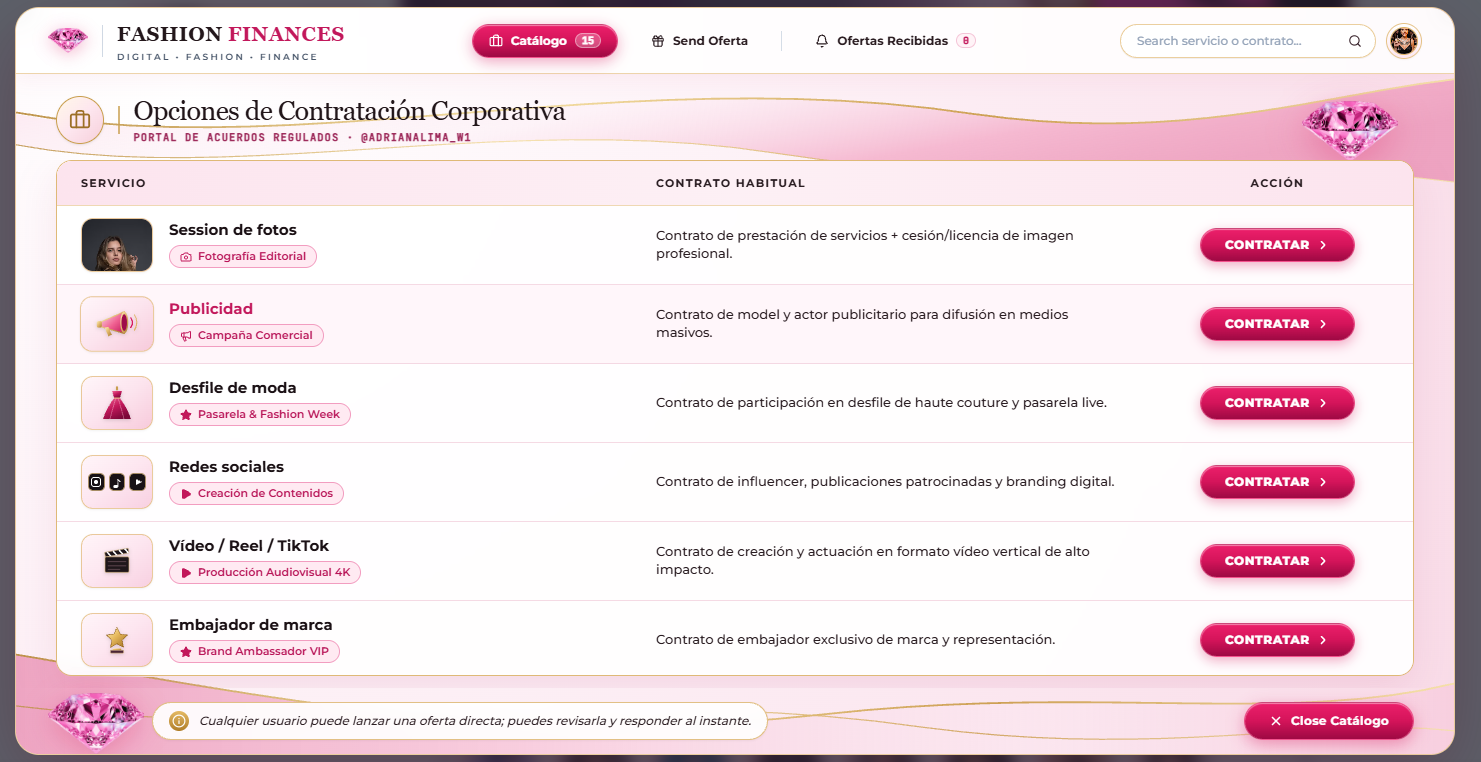 FASHION FINANCES
DIGITAL • FASHION • FINANCE
Catálogo 15
Send Oferta
Ofertas Recibidas 0
Search servicio o contrato...
Opciones de Contratación Corporativa
PORTAL DE ACUERDOS REGULADOS · @ADRIANALIMA_W1
SERVICIO
CONTRATO HABITUAL
ACCIÓN
Session de fotos
Fotografía Editorial
Contrato de prestación de servicios + cesión/licencia de imagen
profesional.
CONTRATAR
Publicidad
Campaña Comercial
Contrato de model y actor publicitario para difusión en medios
masivos.
CONTRATAR
Desfile de moda
Pasarela & Fashion Week
Contrato de participación en desfile de haute couture y pasarela live.
CONTRATAR
Redes sociales
Creación de Contenidos
Contrato de influencer, publicaciones patrocinadas y branding digital.
CONTRATAR
Vídeo / Reel / TikTok
Producción Audiovisual 4K
Contrato de creación y actuación en formato vídeo vertical de alto
impacto.
CONTRATAR
Embajador de marca
Brand Ambassador VIP
Contrato de embajador exclusivo de marca y representación.
CONTRATAR
Cualquier usuario puede lanzar una oferta directa; puedes revisarla y responder al instante.
Close Catálogo